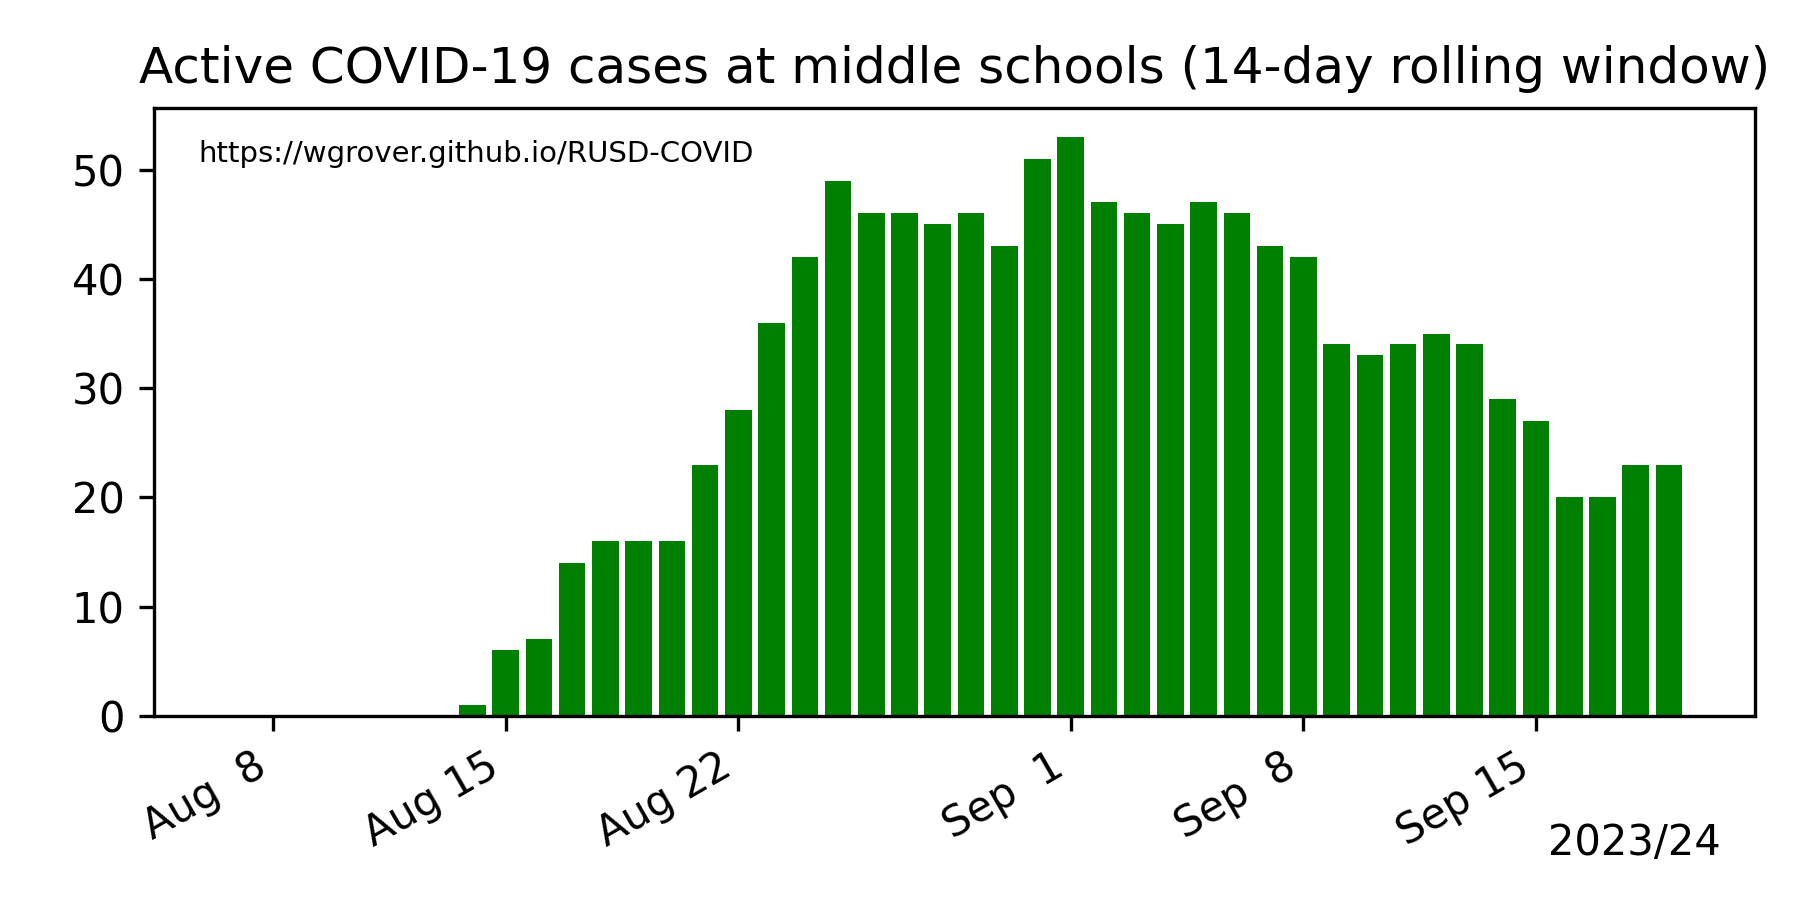 Active COVID-19 cases at middle schools (14-day rolling window)
https://wgrover.github.io/RUSD-COVID
50
40
30
20
10
0
Aug 8
Aug 15
Aug 22
Sep 1
Sep 8
Sep 15
2023/24